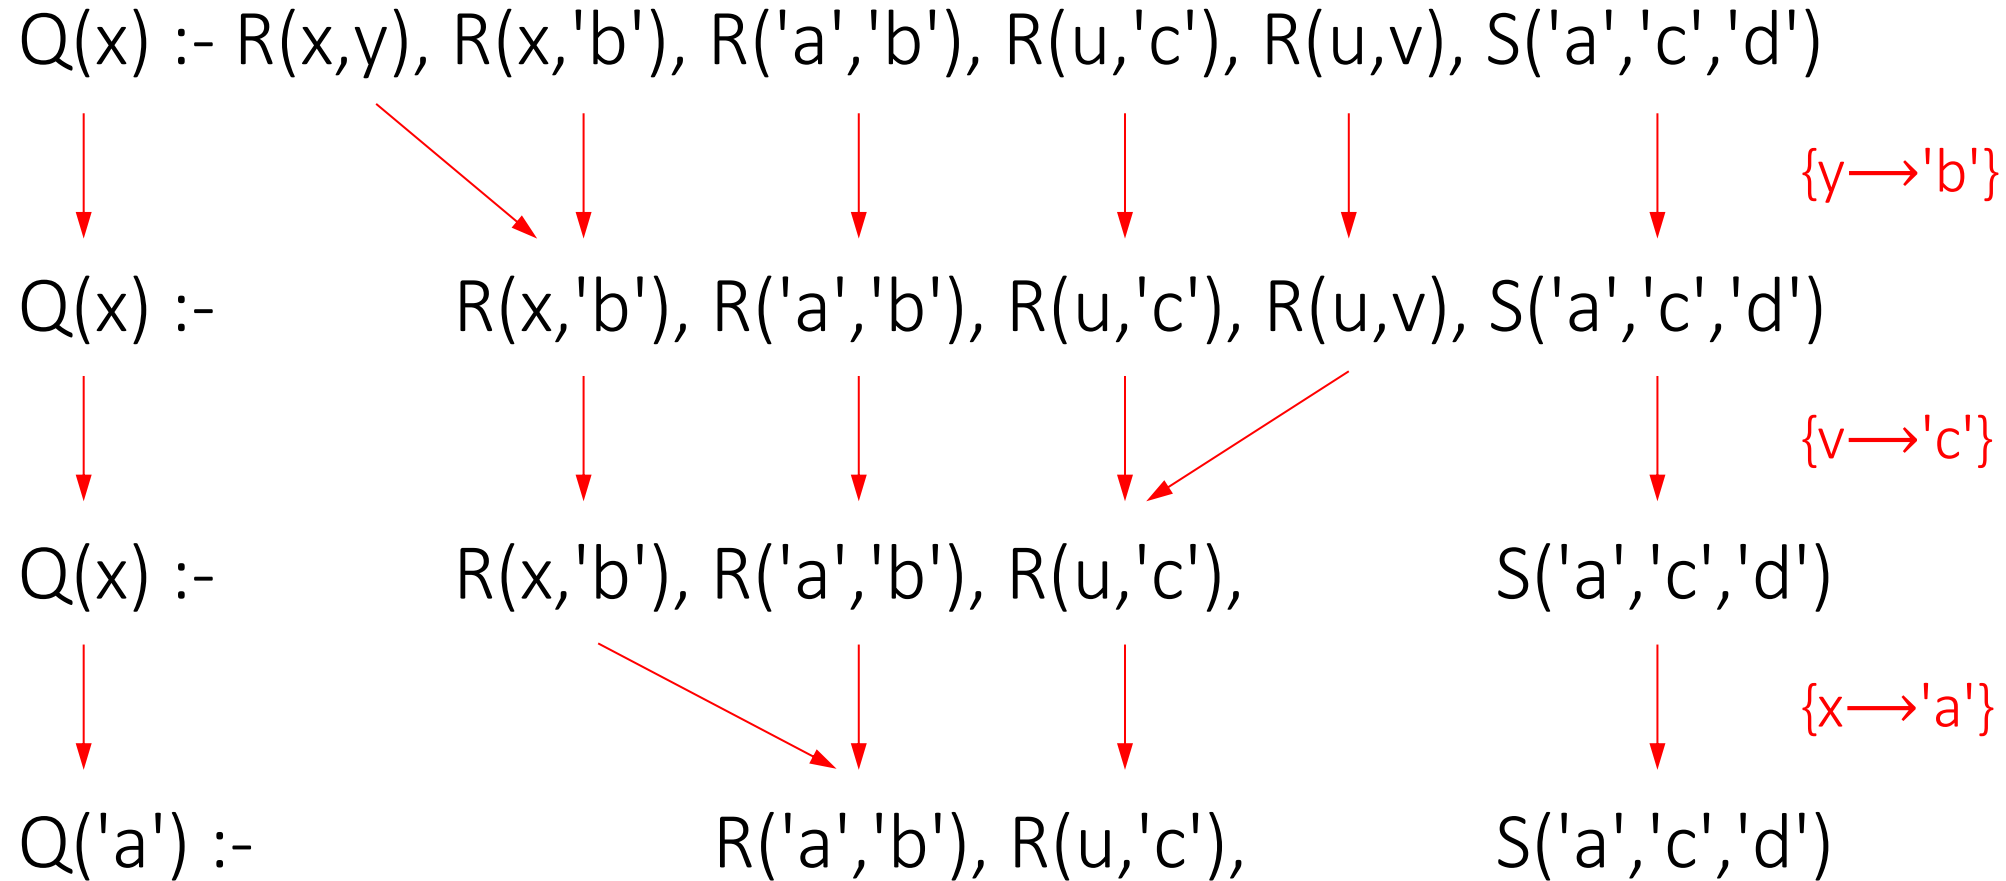 Q(x) :- R(x,y), R(x,'b'), R('a','b'), R(u,'c'), R(u,v), S('a','c','d')
{y⟶'b'}
Q(x) :- R(x,'b'), R('a','b'), R(u,'c'), R(u,v), S('a','c','d')
{v⟶'c'}
Q(x) :- R(x,'b'), R('a','b'), R(u,'c'), S('a','c','d')
{x⟶'a'}
Q('a') :- R('a','b'), R(u,'c'), S('a','c','d')